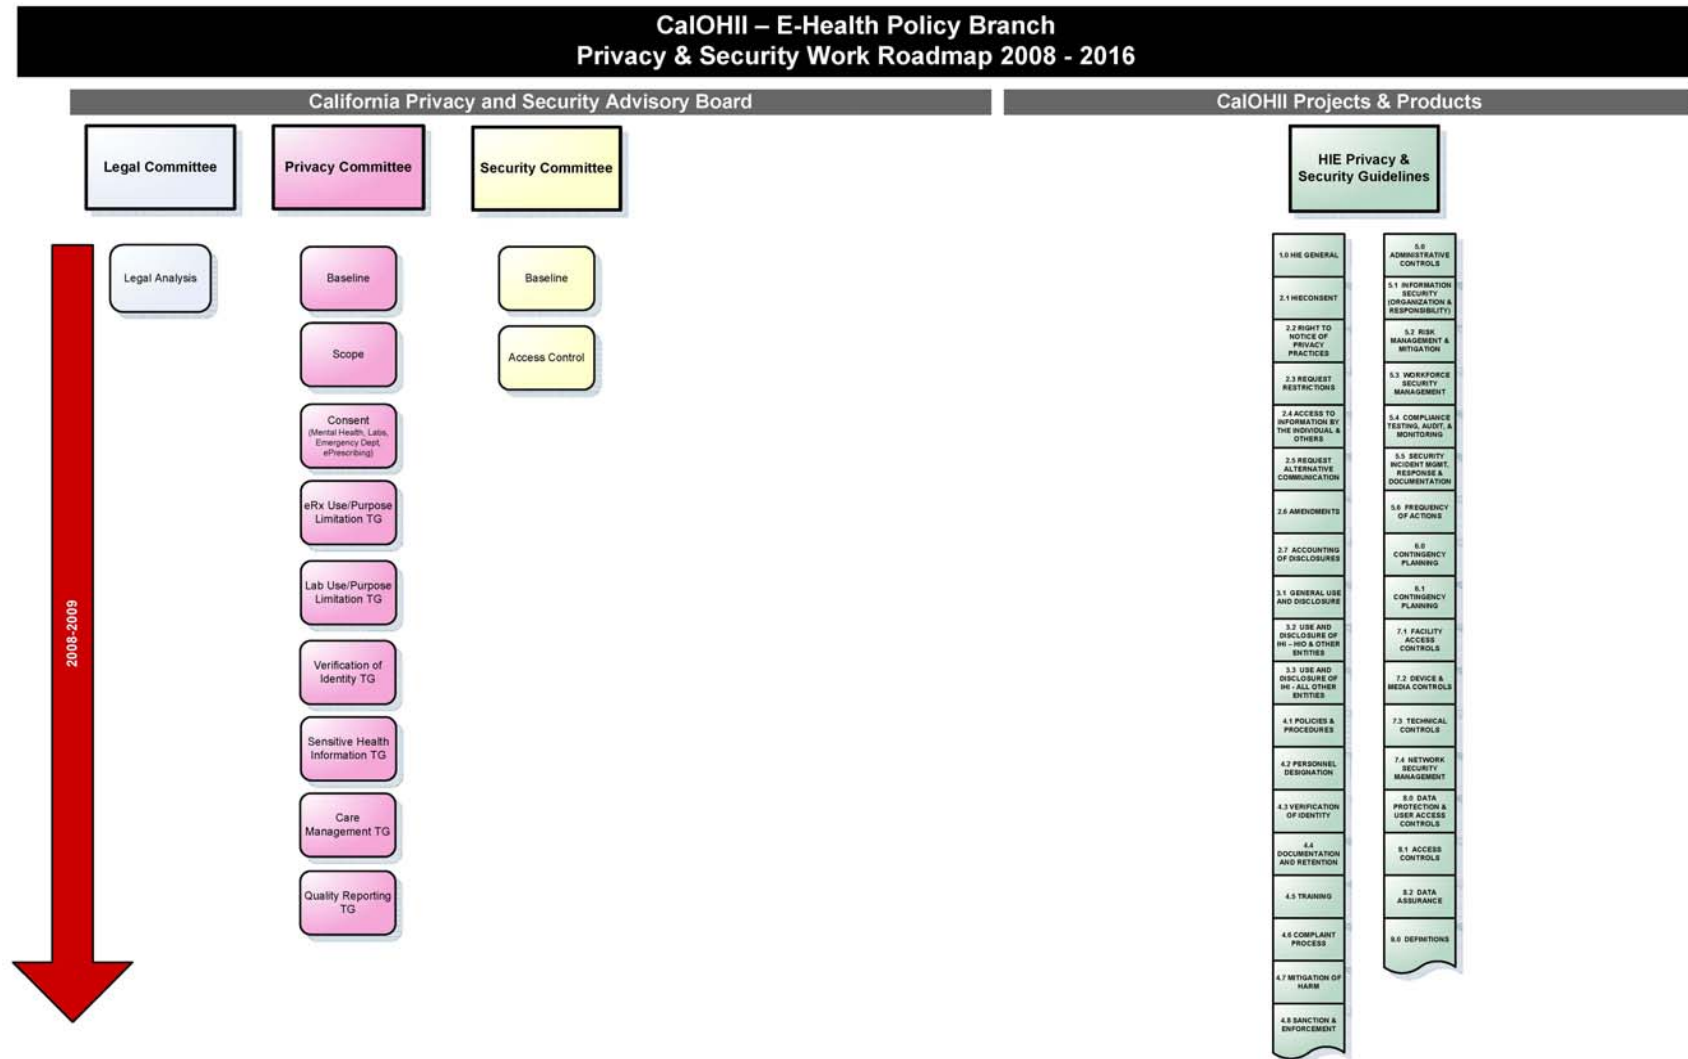 CalOHII – E-Health Policy Branch
Privacy & Security Work Roadmap 2008 - 2016
California Privacy and Security Advisory Board
CalOHII Projects & Products
Legal Committee
Privacy Committee
Security Committee
HIE Privacy &
Security Guidelines
2008-2009
Legal Analysis
Baseline
Scope
Consent
(Mental Health, Labs,
Emergency Dept,
ePrescribing)
eRx Use/Purpose
Limitation TG
Lab Use/Purpose
Limitation TG
Verification of
Identity TG
Sensitive Health
Information TG
Care
Management TG
Quality Reporting
TG
Baseline
Access Control
1.0 HIE GENERAL
2.1 HIECONSENT
2.2 RIGHT TO
NOTICE OF
PRIVACY
PRACTICES
2.3 REQUEST
RESTRICTIONS
2.4 ACCESS TO
INFORMATION BY
THE INDIVIDUAL &
OTHERS
2.5 REQUEST
ALTERNATIVE
COMMUNICATION
2.6 AMENDMENTS
2.7 ACCOUNTING
OF DISCLOSURES
3.1 GENERAL USE
AND DISCLOSURE
3.2 USE AND
DISCLOSURE OF
IHI – HIO & OTHER
ENTITIES
3.3 USE AND
DISCLOSURE OF
IHI - ALL OTHER
ENTITIES
4.1 POLICIES &
PROCEDURES
4.2 PERSONNEL
DESIGNATION
4.3 VERIFICATION
OF IDENTITY
4.4
DOCUMENTATION
AND RETENTION
4.5 TRAINING
4.6 COMPLAINT
PROCESS
4.7 MITIGATION OF
HARM
4.8 SANCTION &
ENFORCEMENT
5.0
ADMINISTRATIVE
CONTROLS
5.1 INFORMATION
SECURITY
(ORGANIZATION &
RESPONSIBILITY)
5.2 RISK
MANAGEMENT &
MITIGATION
5.3 WORKFORCE
SECURITY
MANAGEMENT
5.4 COMPLIANCE
TESTING, AUDIT, &
MONITORING
5.5 SECURITY
INCIDENT MGMT,
RESPONSE &
DOCUMENTATION
5.6 FREQUENCY
OF ACTIONS
6.0
CONTINGENCY
PLANNING
6.1
CONTINGENCY
PLANNING
7.1 FACILITY
ACCESS
CONTROLS
7.2 DEVICE &
MEDIA CONTROLS
7.3 TECHNICAL
CONTROLS
7.4 NETWORK
SECURITY
MANAGEMENT
8.0 DATA
PROTECTION &
USER ACCESS
CONTROLS
8.1 ACCESS
CONTROLS
8.2 DATA
ASSURANCE
9.0 DEFINITIONS